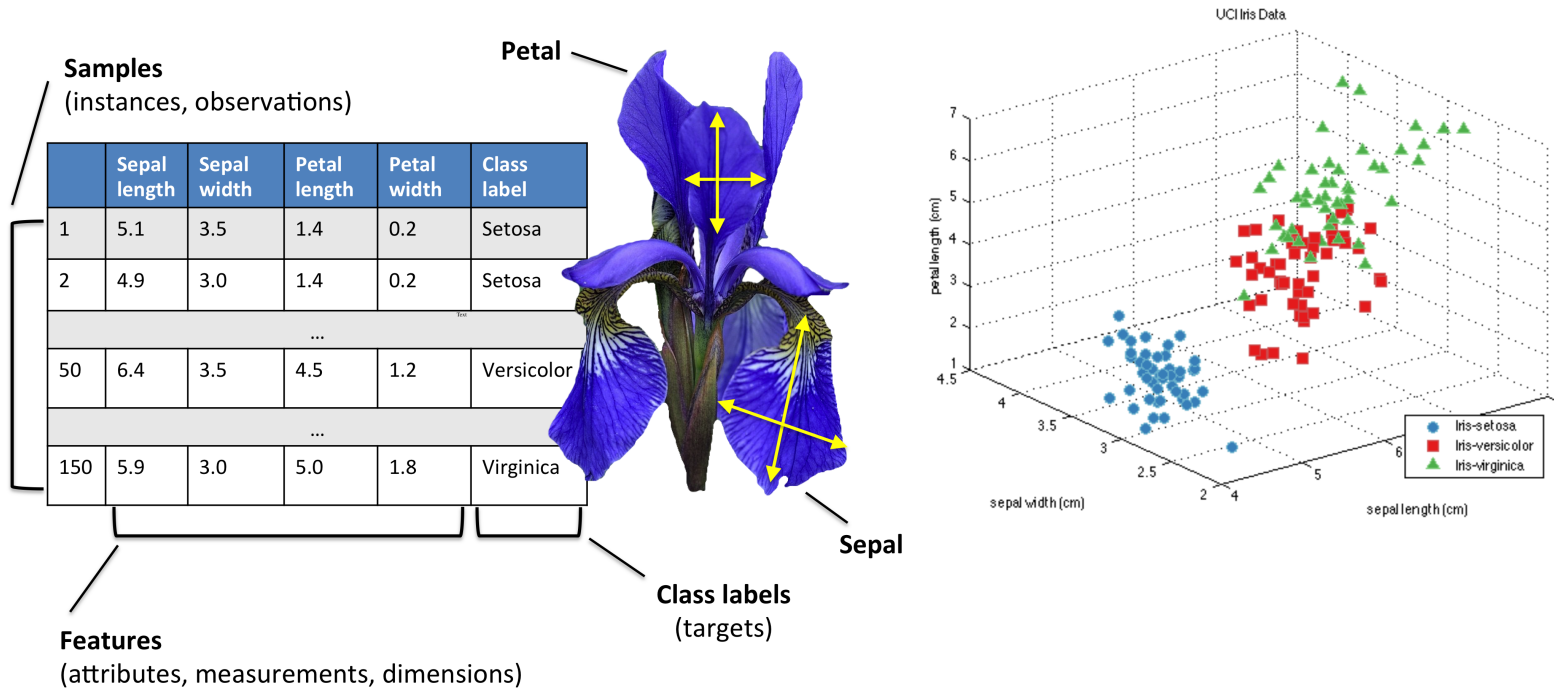 Samples
(instances, observations)
Petal
Sepal length Sepal width Petal length Petal width Class label
1 5.1 3.5 1.4 0.2 Setosa
2 4.9 3.0 1.4 0.2 Setosa
Text
...
50 6.4 3.5 4.5 1.2 Versicolor
...
150 5.9 3.0 5.0 1.8 Virginica
Sepal
Class labels
(targets)
Features
(attributes, measurements, dimensions)
UCI Iris Data
7
6
5
4
3
2
1
petal length (cm)
4.5
4
3.5
3
2.5
2
sepal width (cm)
4
5
6
sepal length (cm)
Iris-setosa
Iris-versicolor
Iris-virginica